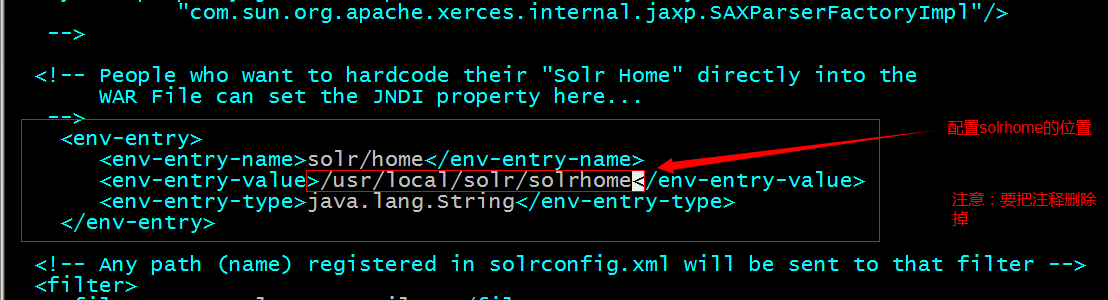 "com.sun.org.apache.xerces.internal.jaxp.SAXParserFactoryImpl"/>
-->
<!-- People who want to hardcode their "Solr Home" directly into the
WAR File can set the JNDI property here...
-->
<env-entry>
<env-entry-name>solr/home</env-entry-name>
<env-entry-value>/usr/local/solr/solrhome</env-entry-value>
<env-entry-type>java.lang.String</env-entry-type>
</env-entry>
配置solrhome的位置
注意：要把注释删除
掉
<!-- Any path (name) registered in solrconfig.xml will be sent to that filter -->
<filter>